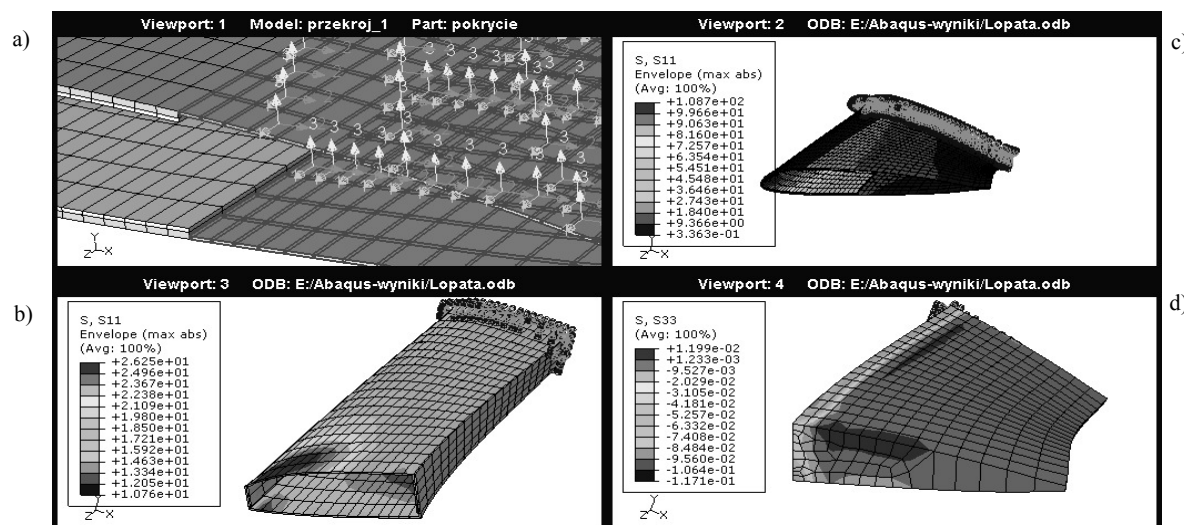 a)
Viewport: 1 Model: przekroj_1 Part: pokrycie
Viewport: 2 ODB: E:/Abaqus-wyniki/Lopata.odb
c)
S, S11
Envelope (max abs)
(Avg: 100%)
+1.087e+02
+9.966e+01
+9.063e+01
+8.160e+01
+7.257e+01
+6.354e+01
+5.451e+01
+4.548e+01
+3.646e+01
+2.743e+01
+1.840e+01
+9.366e+00
+3.363e-01
Y
Z X
Y
Z X
b)
Viewport: 3 ODB: E:/Abaqus-wyniki/Lopata.odb
Viewport: 4 ODB: E:/Abaqus-wyniki/Lopata.odb
d)
S, S11
Envelope (max abs)
(Avg: 100%)
+2.625e+01
+2.496e+01
+2.367e+01
+2.238e+01
+2.109e+01
+1.980e+01
+1.850e+01
+1.721e+01
+1.592e+01
+1.463e+01
+1.334e+01
+1.205e+01
+1.076e+01
Y
Z X
S, S33
(Avg: 100%)
+1.199e-02
+1.233e-03
-9.527e-03
-2.029e-02
-3.105e-02
-4.181e-02
-5.257e-02
-6.332e-02
-7.408e-02
-8.484e-02
-9.560e-02
-1.064e-01
-1.171e-01
Y
Z X